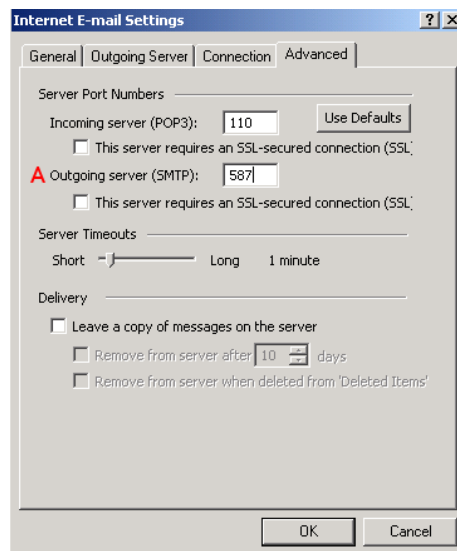 Internet E-mail Settings
General Outgoing Server Connection Advanced
Server Port Numbers
Incoming server (POP3): 110 Use Defaults
This server requires an SSL-secured connection (SSL)
A Outgoing server (SMTP): 587
This server requires an SSL-secured connection (SSL)
Server Timeouts
Short Long 1 minute
Delivery
Leave a copy of messages on the server
Remove from server after 10 days
Remove from server when deleted from 'Deleted Items'
OK Cancel